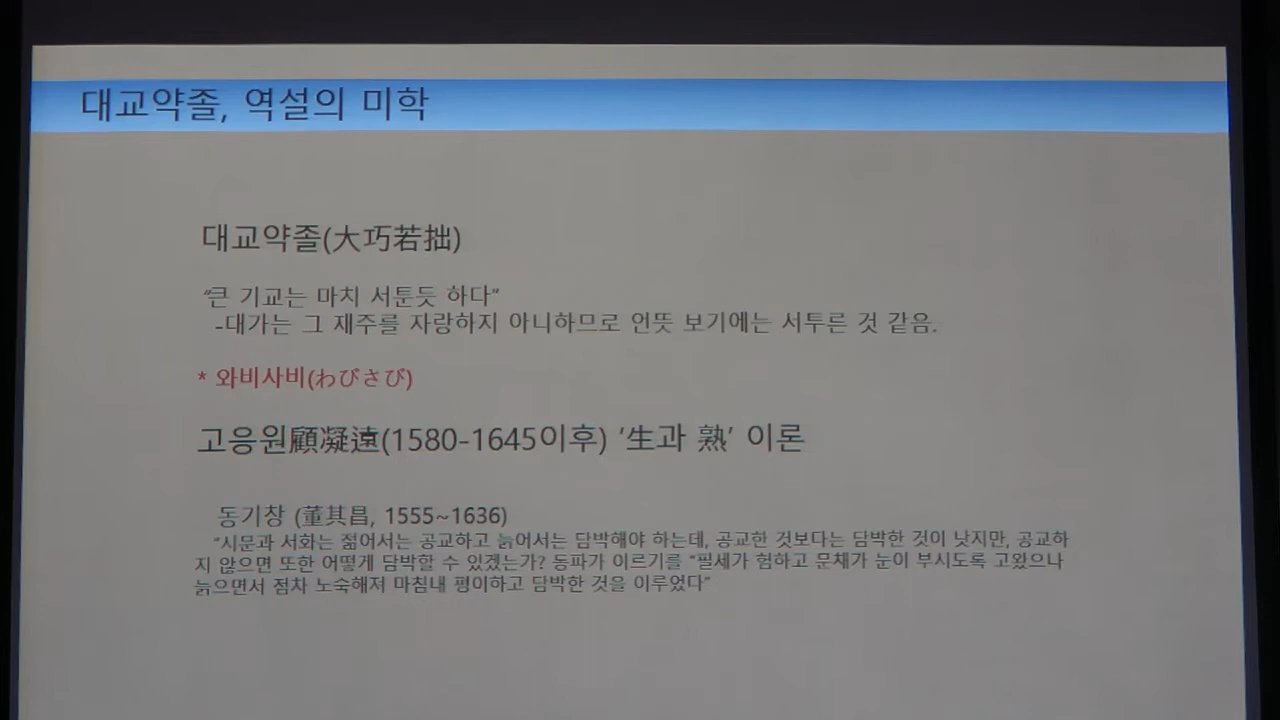 대교약졸, 역설의 미학
대교약졸(大巧若拙)
“큰 기교는 마치 서툰듯 하다”
-대가는 그 재주를 자랑하지 아니하므로 언뜻 보기에는 서투른 것 같음.
* 와비사비(わびさび)
고응원顧凝遠(1580-1645이후) ‘生과 熟’ 이론
동기창 (董其昌, 1555~1636)
“시문과 서화는 젊어서는 공교하고 늙어서는 담박해야 하는데, 공교한 것보다는 담박한 것이 낫지만, 공교하
지 않으면 또한 어떻게 담박할 수 있겠는가? 동파가 이르기를 “필세가 험하고 문채가 눈이 부시도록 고왔으나
늙으면서 점차 노숙해져 마침내 평이하고 담박한 것을 이루었다”